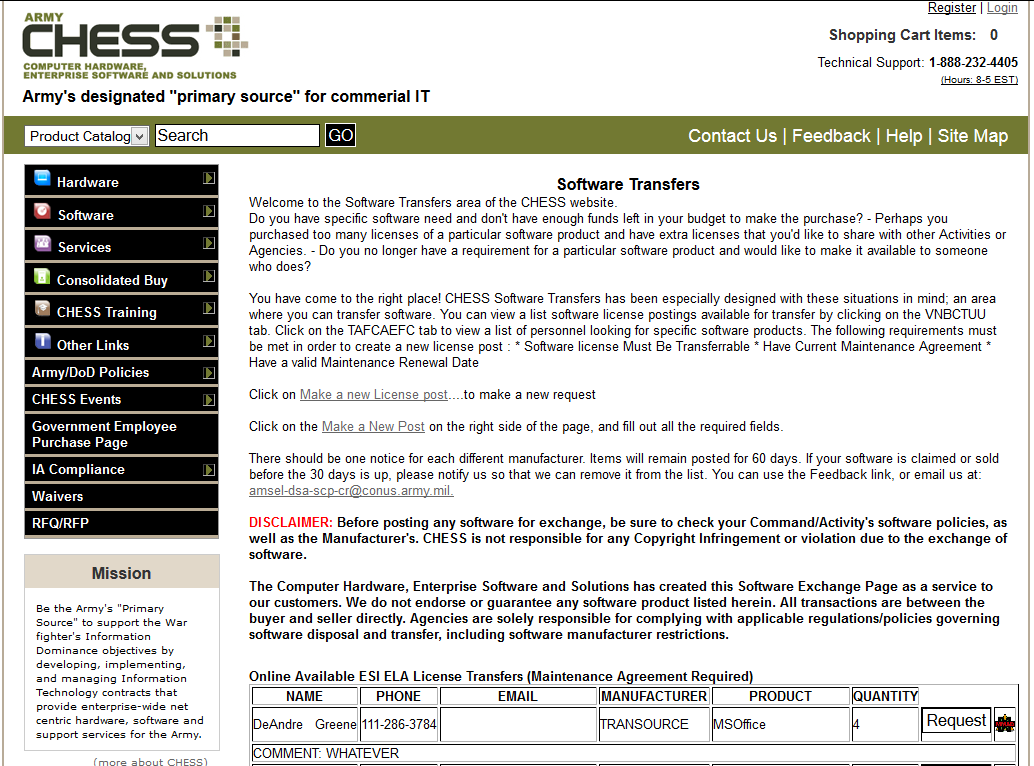 ARMY
CHESS
COMPUTER HARDWARE,
ENTERPRISE SOFTWARE AND SOLUTIONS
Army's designated "primary source" for commerial IT
Register | Login
Shopping Cart Items: 0
Technical Support: 1-888-232-4405
(Hours: 8-5 EST)
Product Catalog Search GO
Contact Us | Feedback | Help | Site Map
Hardware
Software
Services
Consolidated Buy
CHESS Training
Other Links
Army/DoD Policies
CHESS Events
Government Employee
Purchase Page
IA Compliance
Waivers
RFQ/RFP
Mission
Be the Army's "Primary
Source" to support the War
fighter's Information
Dominance objectives by
developing, implementing,
and managing Information
Technology contracts that
provide enterprise-wide net
centric hardware, software and
support services for the Army.
(more about CHESS)
Software Transfers
Welcome to the Software Transfers area of the CHESS website.
Do you have specific software need and don't have enough funds left in your budget to make the purchase? - Perhaps you
purchased too many licenses of a particular software product and have extra licenses that you'd like to share with other Activities or
Agencies. - Do you no longer have a requirement for a particular software product and would like to make it available to someone
who does?
You have come to the right place! CHESS Software Transfers has been especially designed with these situations in mind; an area
where you can transfer software. You can view a list software license postings available for transfer by clicking on the VNBCTUU
tab. Click on the TAFCAEFC tab to view a list of personnel looking for specific software products. The following requirements must
be met in order to create a new license post : * Software license Must Be Transferrable * Have Current Maintenance Agreement *
Have a valid Maintenance Renewal Date
Click on Make a new License post....to make a new request
Click on the Make a New Post on the right side of the page, and fill out all the required fields.
There should be one notice for each different manufacturer. Items will remain posted for 60 days. If your software is claimed or sold
before the 30 days is up, please notify us so that we can remove it from the list. You can use the Feedback link, or email us at:
amsel-dsa-scp-cr@conus.army.mil.
DISCLAIMER: Before posting any software for exchange, be sure to check your Command/Activity's software policies, as
well as the Manufacturer's. CHESS is not responsible for any Copyright Infringement or violation due to the exchange of
software.
The Computer Hardware, Enterprise Software and Solutions has created this Software Exchange Page as a service to
our customers. We do not endorse or guarantee any software product listed herein. All transactions are between the
buyer and seller directly. Agencies are solely responsible for complying with applicable regulations/policies governing
software disposal and transfer, including software manufacturer restrictions.
Online Available ESI ELA License Transfers (Maintenance Agreement Required)
NAME PHONE EMAIL MANUFACTURER PRODUCT QUANTITY
DeAndre Greene 111-286-3784 TRANSOURCE MSOffice 4 Request
COMMENT: WHATEVER